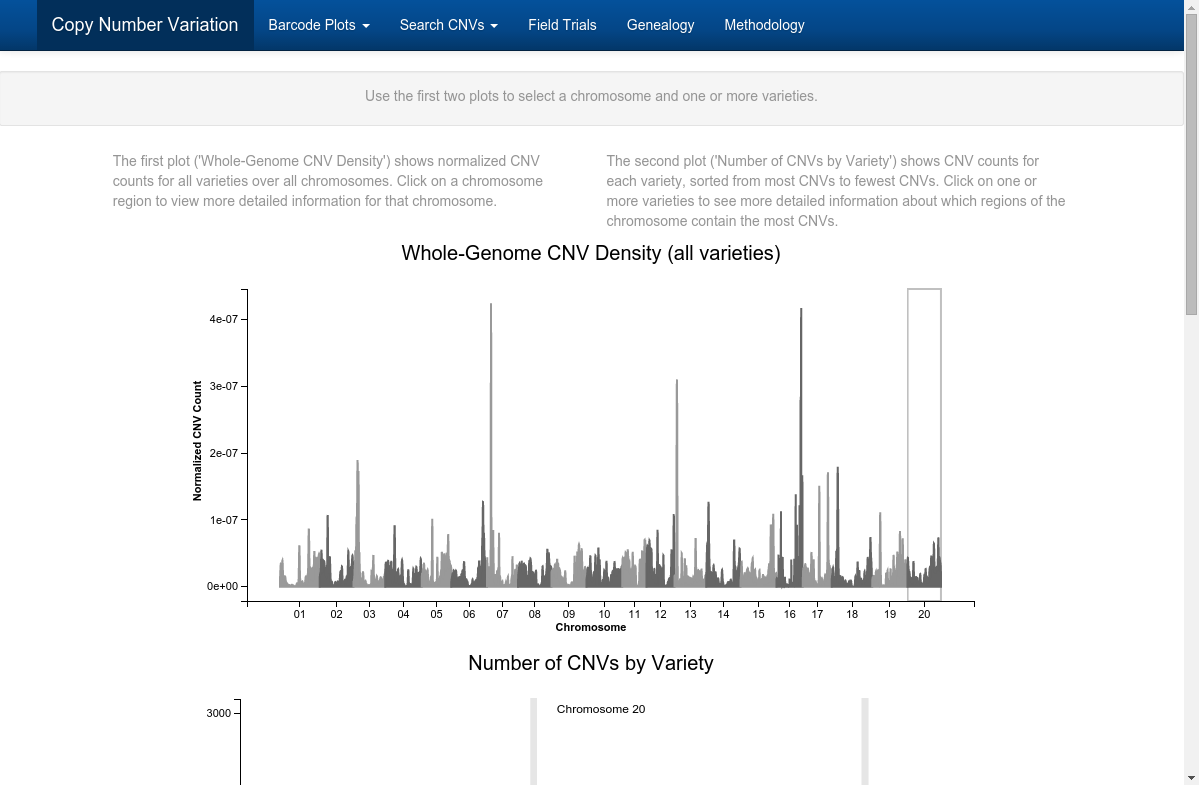 Copy Number Variation Barcode Plots Search CNVs Field Trials Genealogy Methodology
Use the first two plots to select a chromosome and one or more varieties.
The first plot ('Whole-Genome CNV Density') shows normalized CNV
counts for all varieties over all chromosomes. Click on a chromosome
region to view more detailed information for that chromosome.
The second plot ('Number of CNVs by Variety') shows CNV counts for
each variety, sorted from most CNVs to fewest CNVs. Click on one or
more varieties to see more detailed information about which regions of the
chromosome contain the most CNVs.
Whole-Genome CNV Density (all varieties)
4e-07
3e-07
2e-07
1e-07
0e+00
Normalized CNV Count
01 02 03 04 05 06 07 08 09 10 11 12 13 14 15 16 17 18 19 20
Chromosome
Number of CNVs by Variety
3000
Chromosome 20